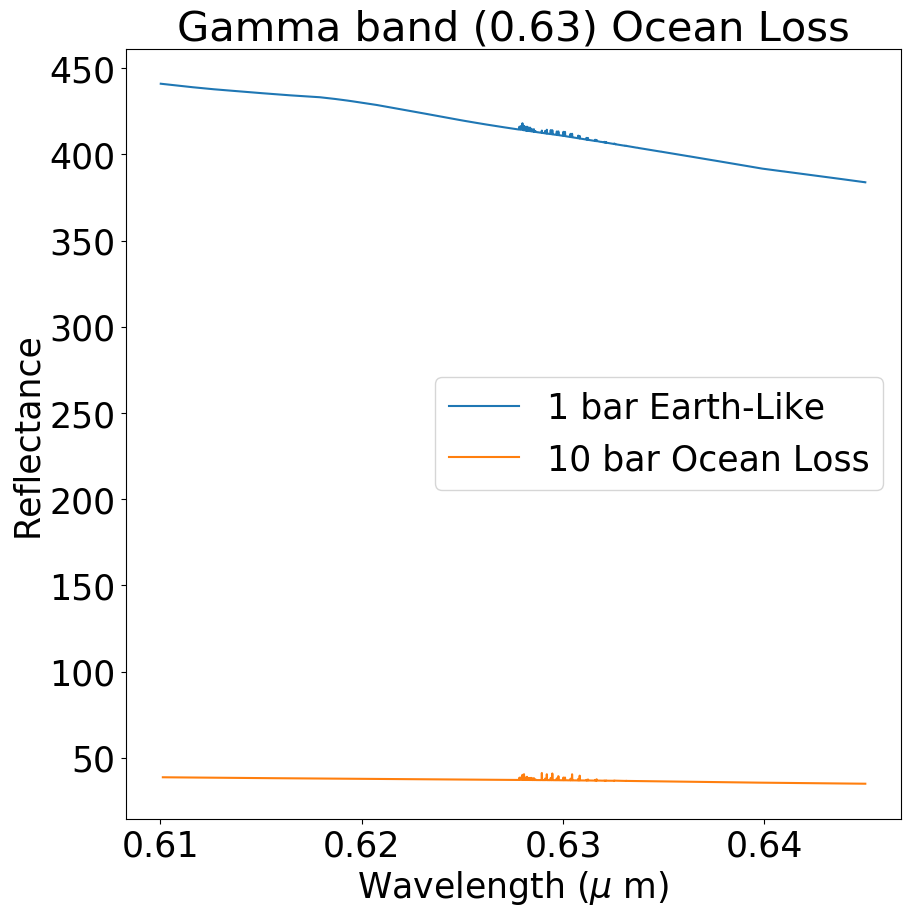 Gamma band (0.63) Ocean Loss
450
400
350
300
250
200
150
100
50
Reflectance
1 bar Earth-Like
10 bar Ocean Loss
0.61 0.62 0.63 0.64
Wavelength (μ m)